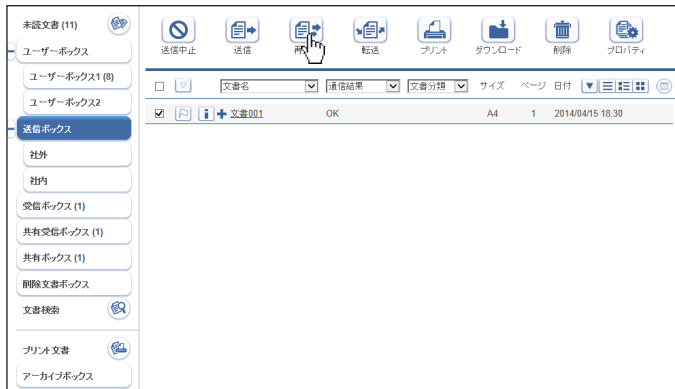 未読文書 (11)
ユーザーボックス
ユーザーボックス1 (8)
ユーザーボックス2
送信ボックス
社外
社内
受信ボックス (1)
共有受信ボックス (1)
共有ボックス (1)
削除文書ボックス
文書検索
プリント文書
アーカイブボックス
送信中止 送信 再 転送 プリント ダウンロード 削除 プロパティ
文書名 通信結果 文書分類 サイズ ページ 日付
文書001 OK A4 1 2014/04/15 18:30